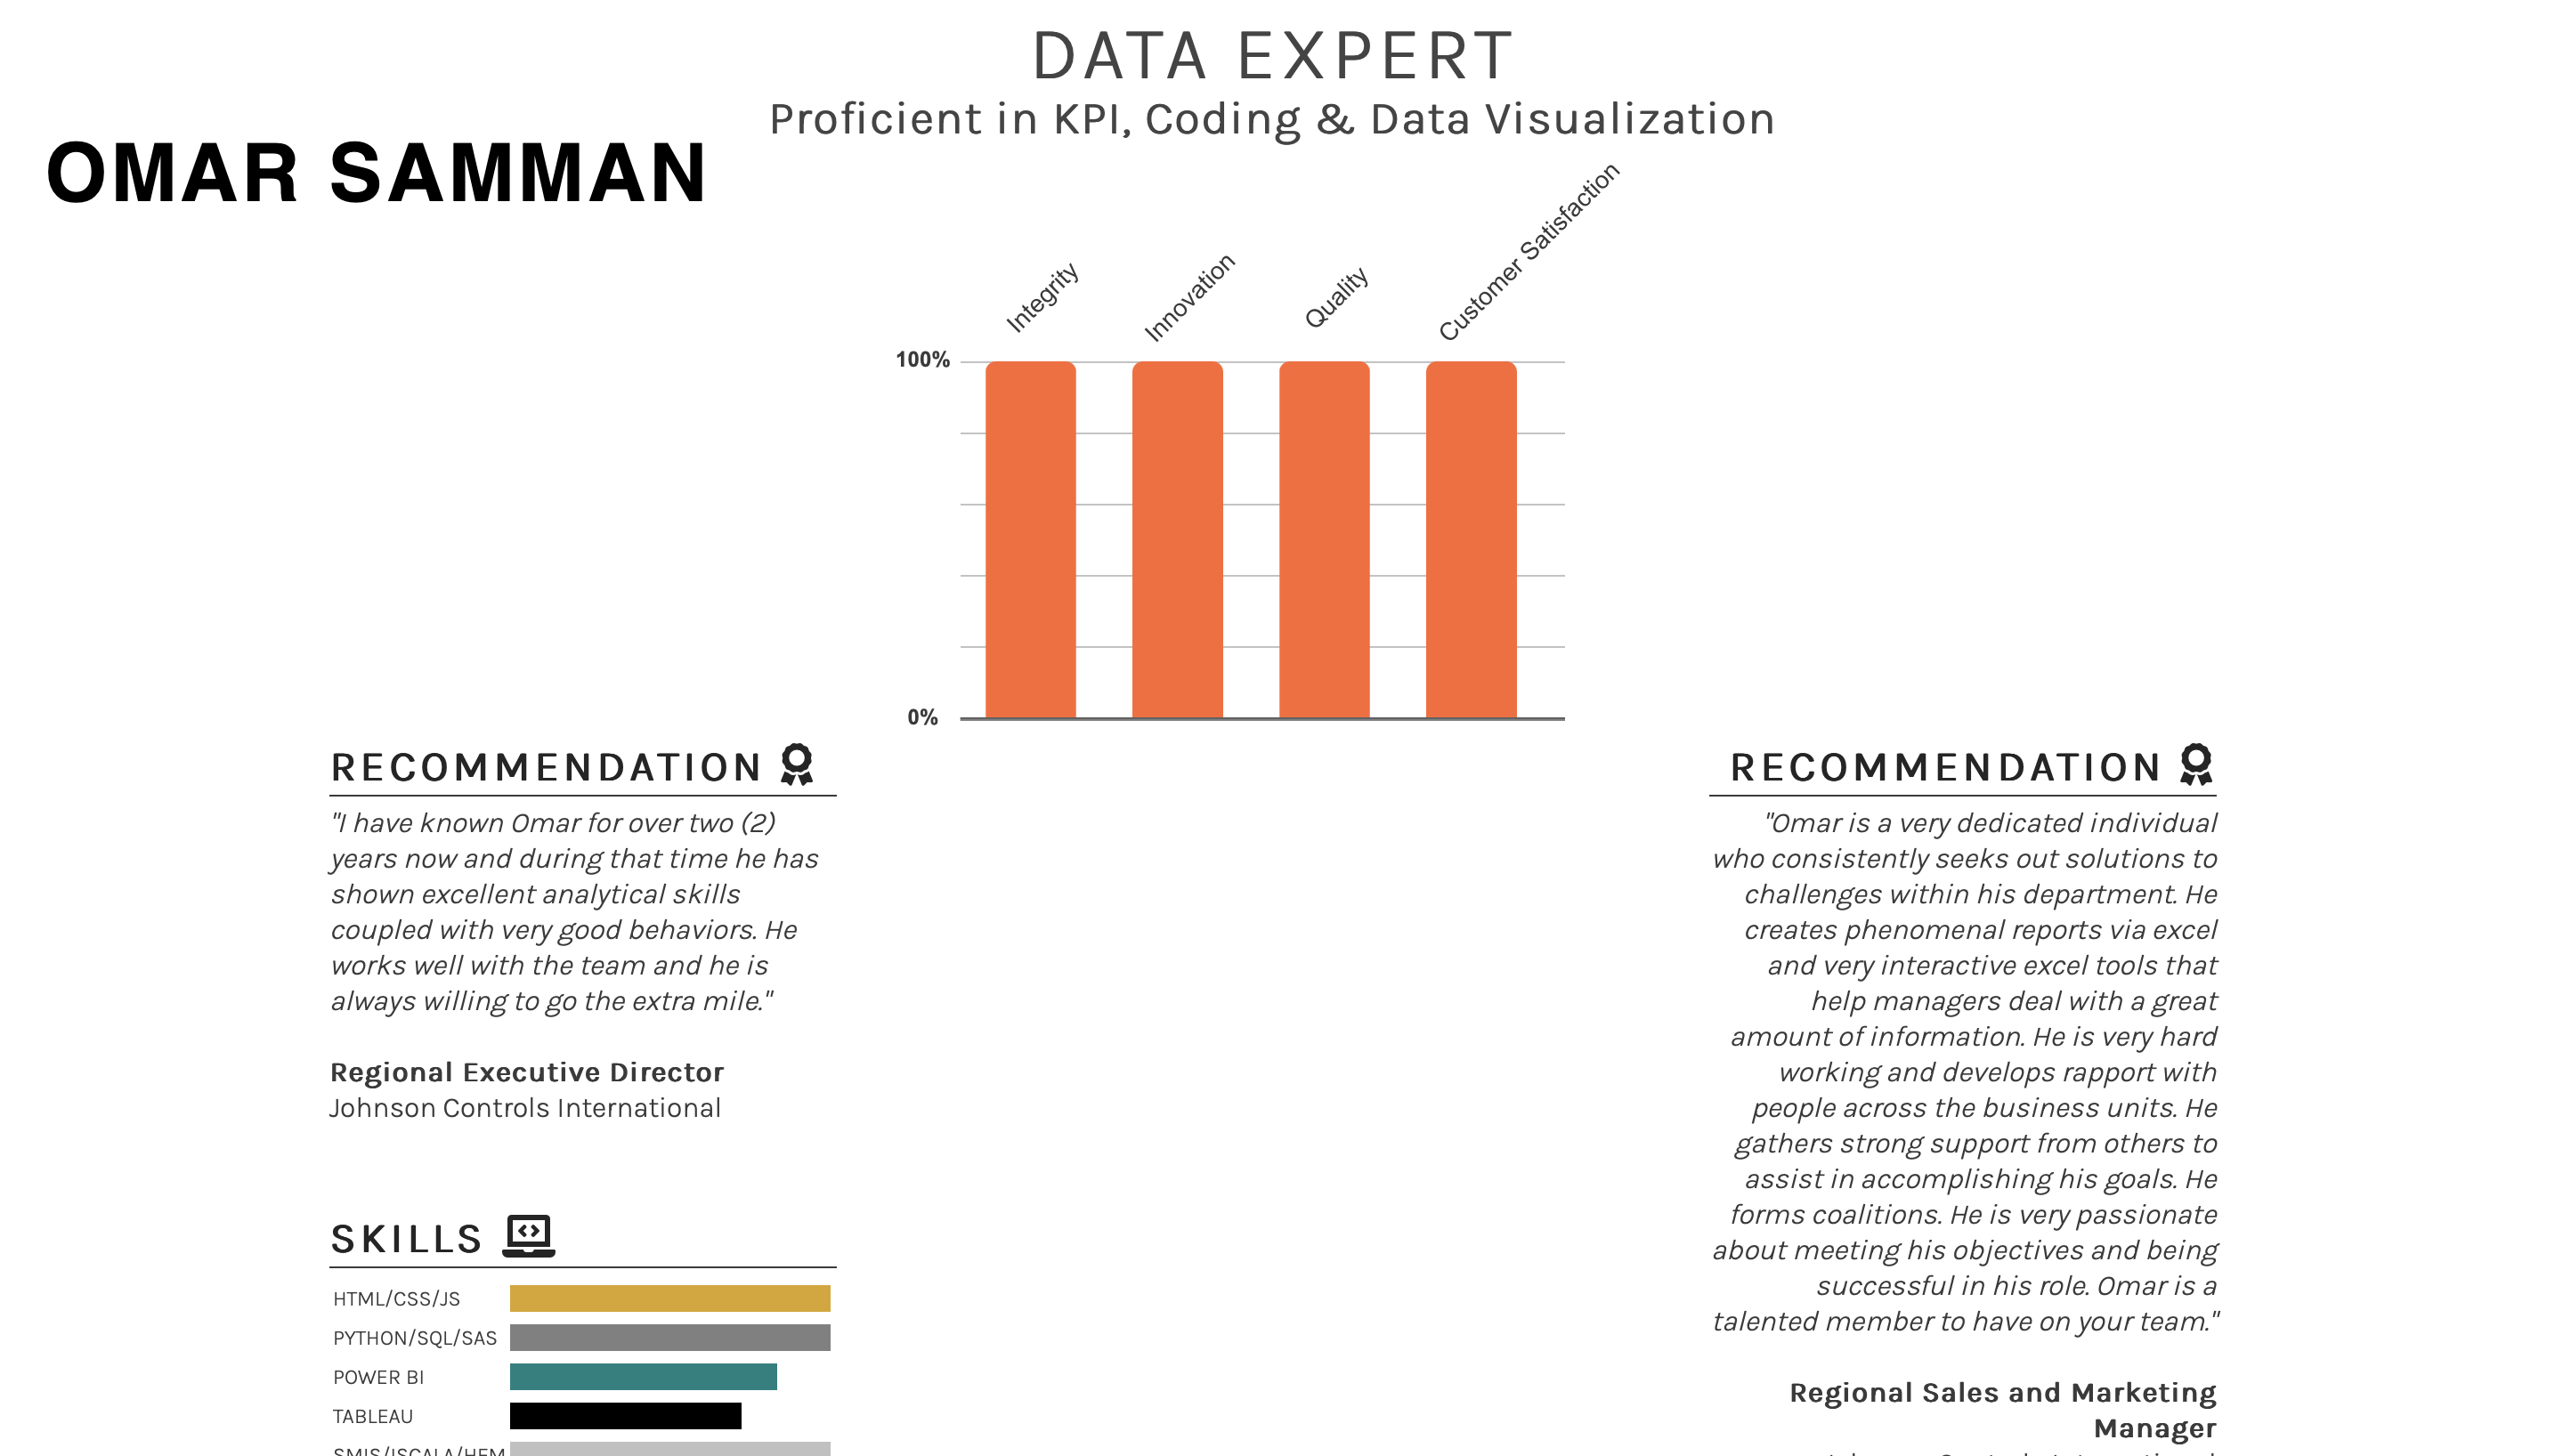 DATA EXPERT
Proficient in KPI, Coding & Data Visualization
OMAR SAMMAN
Integrity
Innovation
Quality
Customer Satisfaction
100%
0%
RECOMMENDATION
"I have known Omar for over two (2)
years now and during that time he has
shown excellent analytical skills
coupled with very good behaviors. He
works well with the team and he is
always willing to go the extra mile."
Regional Executive Director
Johnson Controls International
SKILLS
HTML/CSS/JS
PYTHON/SQL/SAS
POWER BI
TABLEAU
RECOMMENDATION
"Omar is a very dedicated individual
who consistently seeks out solutions to
challenges within his department. He
creates phenomenal reports via excel
and very interactive excel tools that
help managers deal with a great
amount of information. He is very hard
working and develops rapport with
people across the business units. He
gathers strong support from others to
assist in accomplishing his goals. He
forms coalitions. He is very passionate
about meeting his objectives and being
successful in his role. Omar is a
talented member to have on your team."
Regional Sales and Marketing
Manager